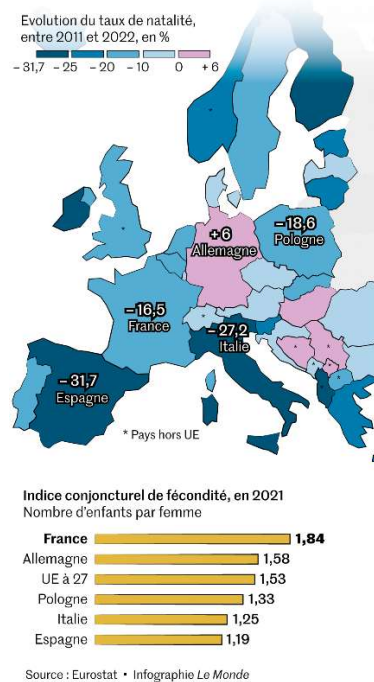 Evolution du taux de natalité,
entre 2011 et 2022, en %
– 31,7 – 25 – 20 – 10 0 + 6
+6
Allemagne
– 18,6
Pologne
– 16,5
France
– 27,2
Italie
– 31,7
Espagne
* Pays hors UE
Indice conjoncturel de fécondité, en 2021
Nombre d’enfants par femme
France 1,84
Allemagne 1,58
UE à 27 1,53
Pologne 1,33
Italie 1,25
Espagne 1,19
Source : Eurostat • Infographie Le Monde